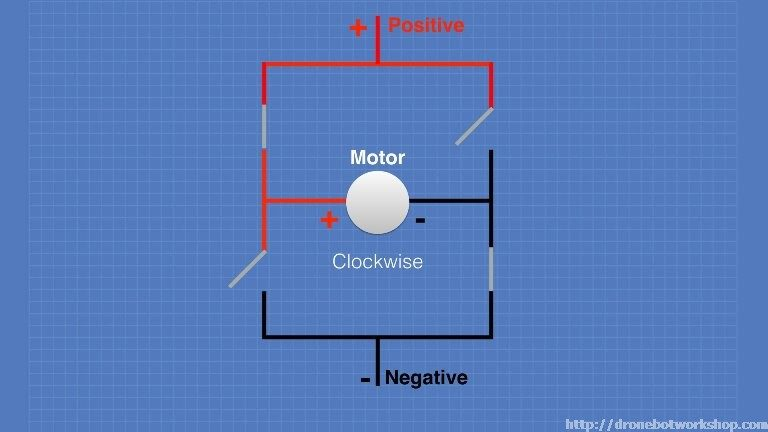 + Positive
Motor
+ -
Clockwise
- Negative
http://dronebotworkshop.com